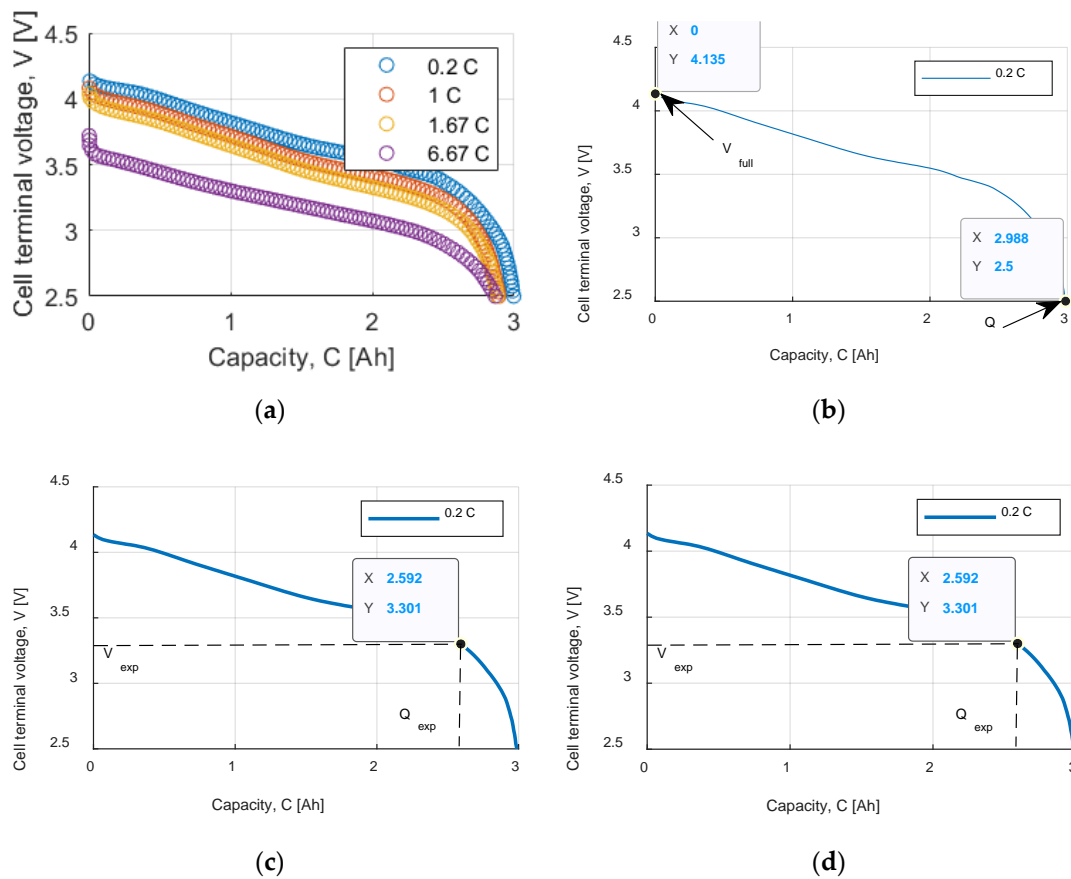 Cell terminal voltage, V [V]
4.5
4
3.5
3
2.5
0.2 C
1 C
1.67 C
6.67 C
0
1
2
3
Capacity, C [Ah]
(a)
Cell terminal voltage, V [V]
4.5
4
3.5
3
2.5
X 0
Y 4.135
0.2 C
V full
X 2.988
Y 2.5
Q
0
1
2
3
Capacity, C [Ah]
(b)
Cell terminal voltage, V [V]
4.5
4
3.5
3
2.5
0.2 C
X 2.592
Y 3.301
V exp
Q exp
0
1
2
3
Capacity, C [Ah]
(c)
Cell terminal voltage, V [V]
4.5
4
3.5
3
2.5
0.2 C
X 2.592
Y 3.301
V exp
Q exp
0
1
2
3
Capacity, C [Ah]
(d)